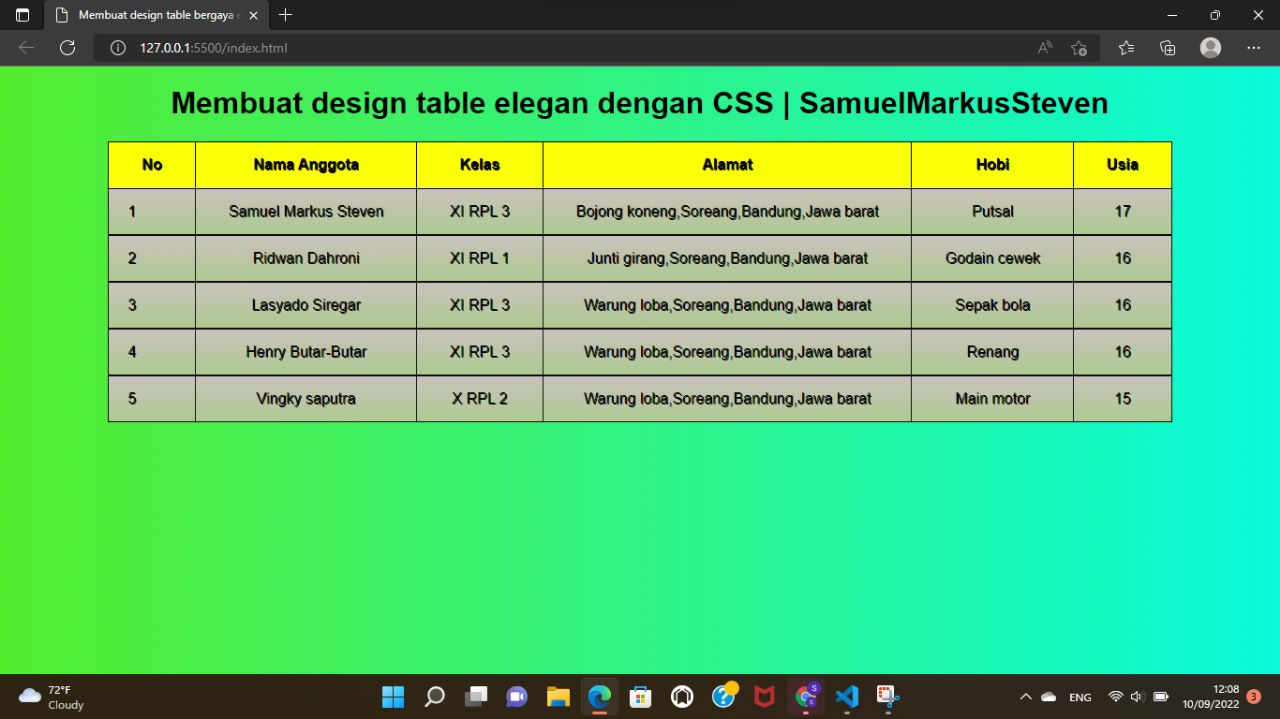 Membuat design table bergaya
127.0.0.1:5500/index.html
Membuat design table elegan dengan CSS | SamuelMarkusSteven
No Nama Anggota Kelas Alamat Hobi Usia
1 Samuel Markus Steven XI RPL 3 Bojong koneng,Soreang,Bandung,Jawa barat Putsal 17
2 Ridwan Dahroni XI RPL 1 Junti girang,Soreang,Bandung,Jawa barat Godain cewek 16
3 Lasyado Siregar XI RPL 3 Warung loba,Soreang,Bandung,Jawa barat Sepak bola 16
4 Henry Butar-Butar XI RPL 3 Warung loba,Soreang,Bandung,Jawa barat Renang 16
5 Vingky saputra X RPL 2 Warung loba,Soreang,Bandung,Jawa barat Main motor 15
72°F
Cloudy
ENG
12:08
10/09/2022
3